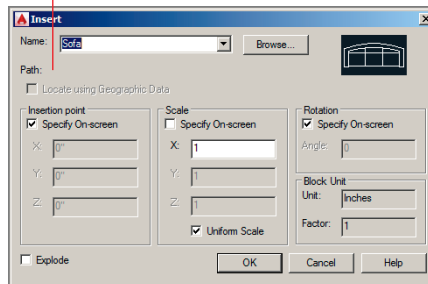 Insert
Name: Sofa Browse...
Path:
Locate using Geographic Data
Insertion point Scale Rotation
Specify On-screen Specify On-screen Specify On-screen
X: 0" X: 1 Angle: 0
Y: 0" Y: 1 Block Unit
Unit: Inches
Z: 0" Z: 1 Factor: 1
Uniform Scale
Explode OK Cancel Help